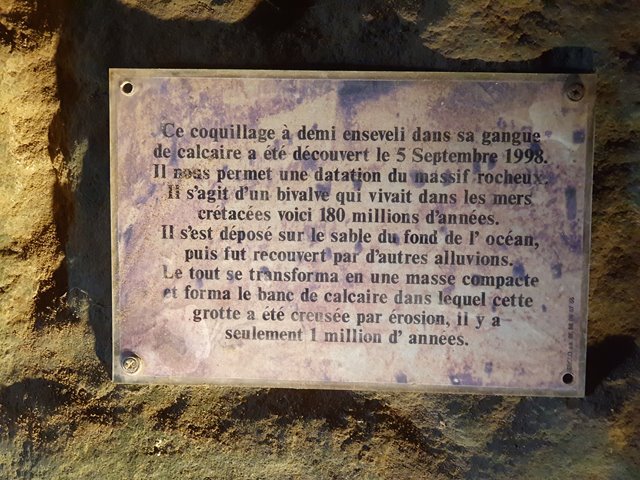 Ce coquillage à demi enseveli dans sa gangue
de calcaire a été découvert le 5 Septembre 1998.
Il nous permet une datation du massif rocheux.
Il s'agit d'un bivalve qui vivait dans les mers
crétacées voici 180 millions d'années.
Il s'est déposé sur le sable du fond de l' océan,
puis fut recouvert par d'autres alluvions.
Le tout se transforma en une masse compacte
et forma le banc de calcaire dans lequel cette
grotte a été creusée par érosion, il y a
seulement 1 million d' annees.